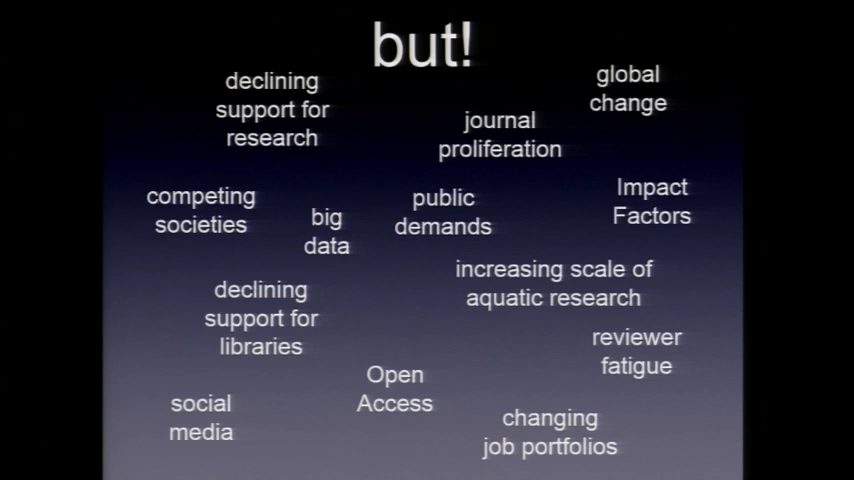 but!
declining
support for
research
global
change
journal
proliferation
competing
societies
big
data
public
demands
Impact
Factors
increasing scale of
aquatic research
declining
support for
libraries
reviewer
fatigue
Open
Access
social
media
changing
job portfolios